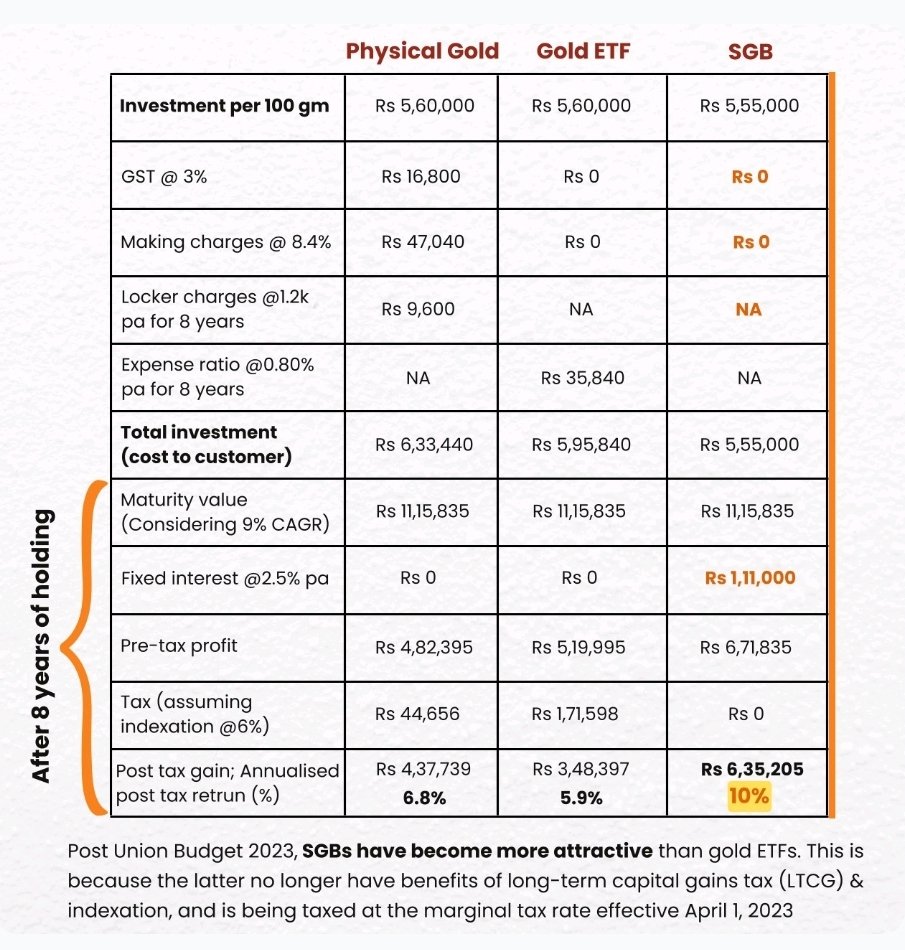 Physical Gold Gold ETF SGB
Investment per 100 gm Rs 5,60,000 Rs 5,60,000 Rs 5,55,000
GST @ 3% Rs 16,800 Rs 0 Rs 0
Making charges @ 8.4% Rs 47,040 Rs 0 Rs 0
Locker charges @1.2k
pa for 8 years Rs 9,600 NA NA
Expense ratio @0.80%
pa for 8 years NA Rs 35,840 NA
Total investment
(cost to customer) Rs 6,33,440 Rs 5,95,840 Rs 5,55,000
After 8 years of holding
Maturity value
(Considering 9% CAGR) Rs 11,15,835 Rs 11,15,835 Rs 11,15,835
Fixed interest @2.5% pa Rs 0 Rs 0 Rs 1,11,000
Pre-tax profit Rs 4,82,395 Rs 5,19,995 Rs 6,71,835
Tax (assuming
indexation @6%) Rs 44,656 Rs 1,71,598 Rs 0
Post tax gain; Annualised Rs 4,37,739 Rs 3,48,397 Rs 6,35,205
post tax retrun (%) 6.8% 5.9% 10%
Post Union Budget 2023, SGBs have become more attractive than gold ETFs. This is
because the latter no longer have benefits of long-term capital gains tax (LTCG) &
indexation, and is being taxed at the marginal tax rate effective April 1, 2023